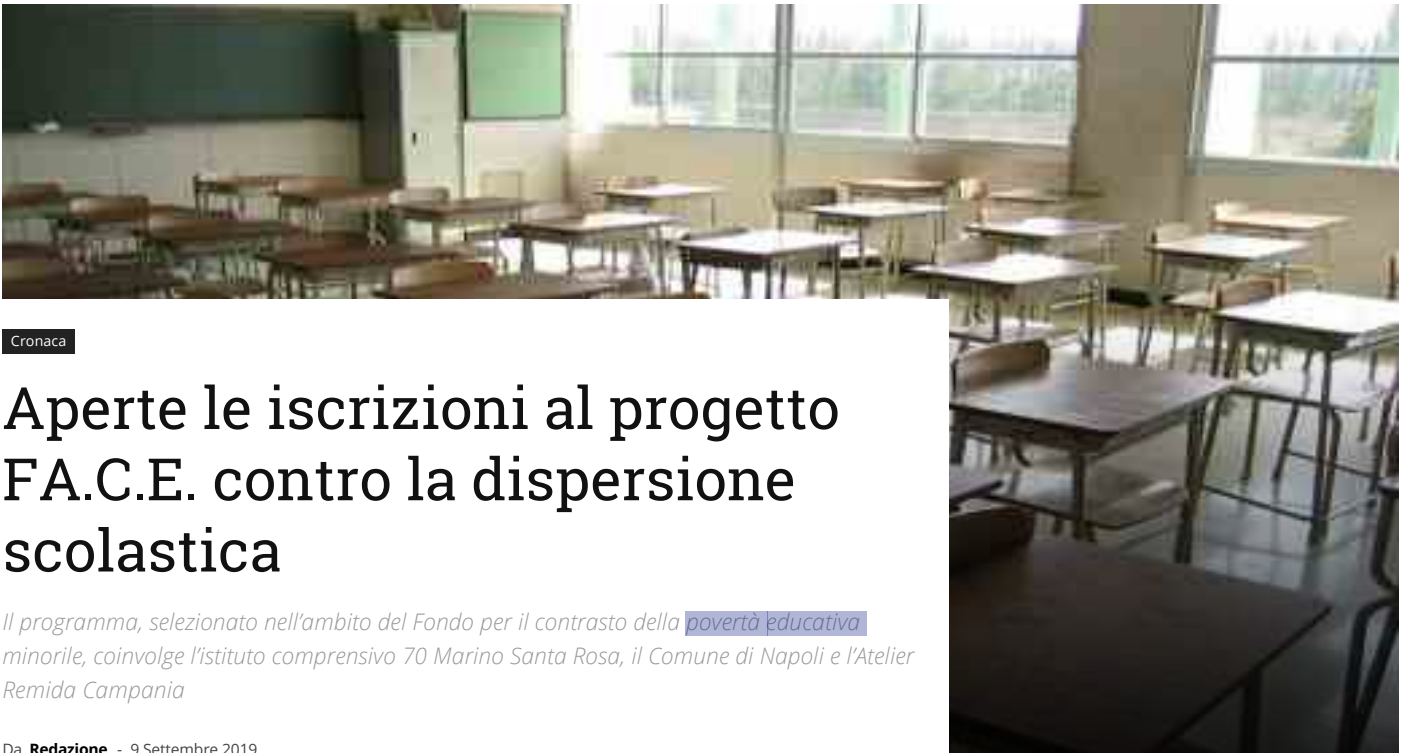 Cronaca
Aperte le iscrizioni al progetto
FA.C.E. contro la dispersione
scolastica
Il programma, selezionato nell’ambito del Fondo per il contrasto della povertà educativa
minorile, coinvolge l’istituto comprensivo 70 Marino Santa Rosa, il Comune di Napoli e l’Atelier
Remida Campania
Da Redazione - 9 Settembre 2019